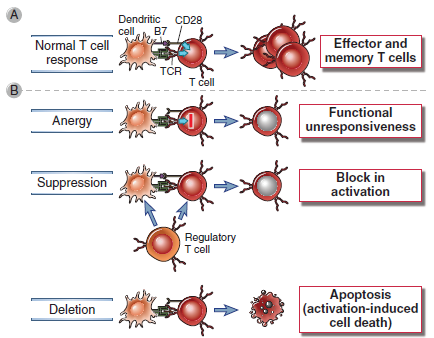 A
Dendritic
cell
B7
CD28
Normal T cell
response
TCR
T cell
Effector and
memory T cells
B
Anergy
Functional
unresponsiveness
Suppression
Block in
activation
Regulatory
T cell
Deletion
Apoptosis
(activation-induced
cell death)